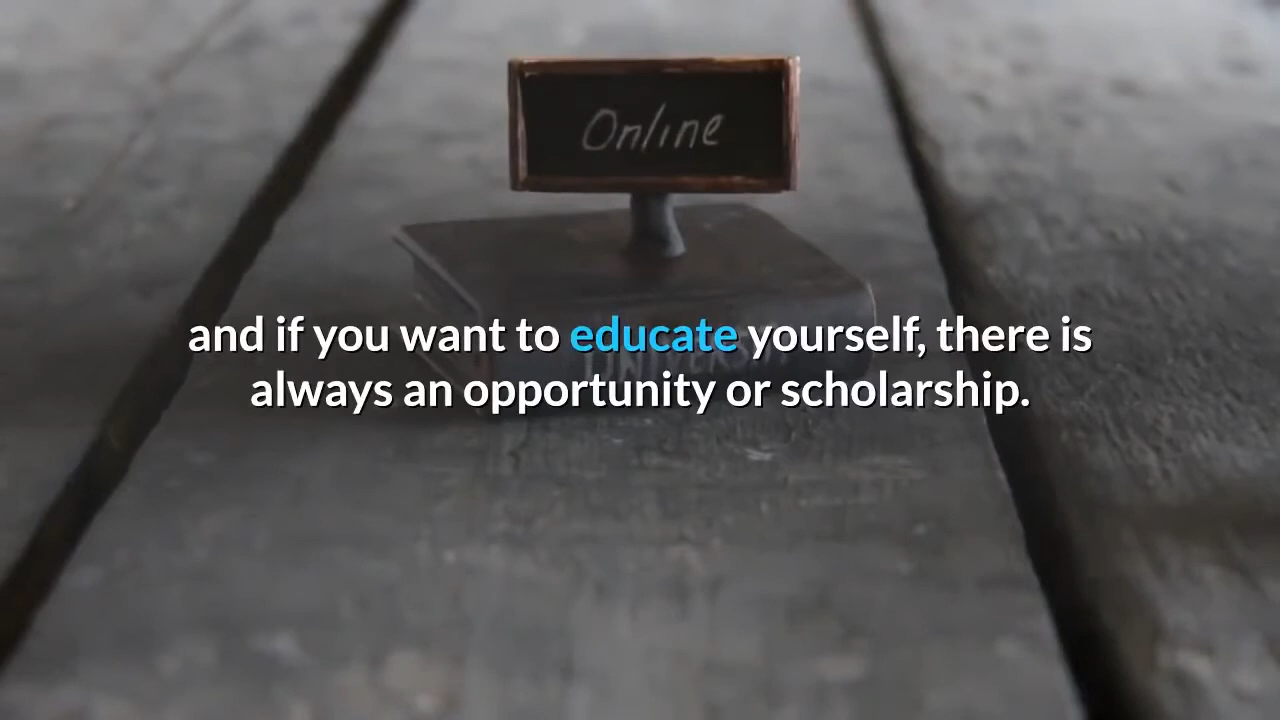 Online
and if you want to educate yourself, there is
always an opportunity or scholarship.